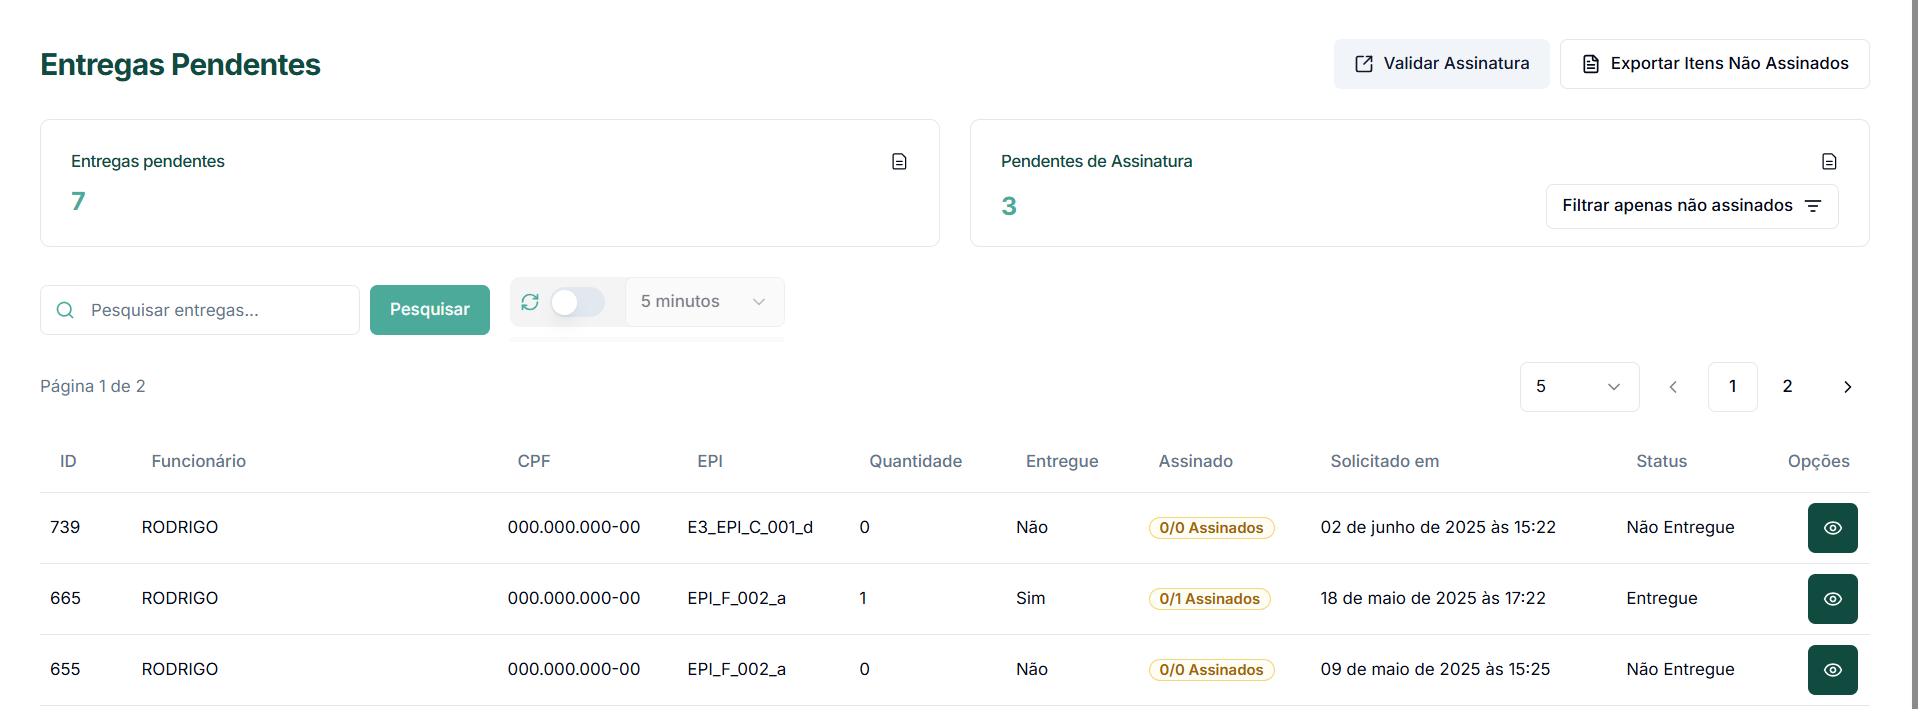 Entregas Pendentes
Validar Assinatura
Exportar Itens Não Assinados
Entregas pendentes
7
Pendentes de Assinatura
3
Filtrar apenas não assinados
Pesquisar entregas...
Pesquisar
5 minutos
Página 1 de 2
5
1
2
ID Funcionário CPF EPI Quantidade Entregue Assinado Solicitado em Status Opções
739 RODRIGO 000.000.000-00 E3_EPI_C_001_d 0 Não 0/0 Assinados 02 de junho de 2025 às 15:22 Não Entregue
665 RODRIGO 000.000.000-00 EPI_F_002_a 1 Sim 0/1 Assinados 18 de maio de 2025 às 17:22 Entregue
655 RODRIGO 000.000.000-00 EPI_F_002_a 0 Não 0/0 Assinados 09 de maio de 2025 às 15:25 Não Entregue